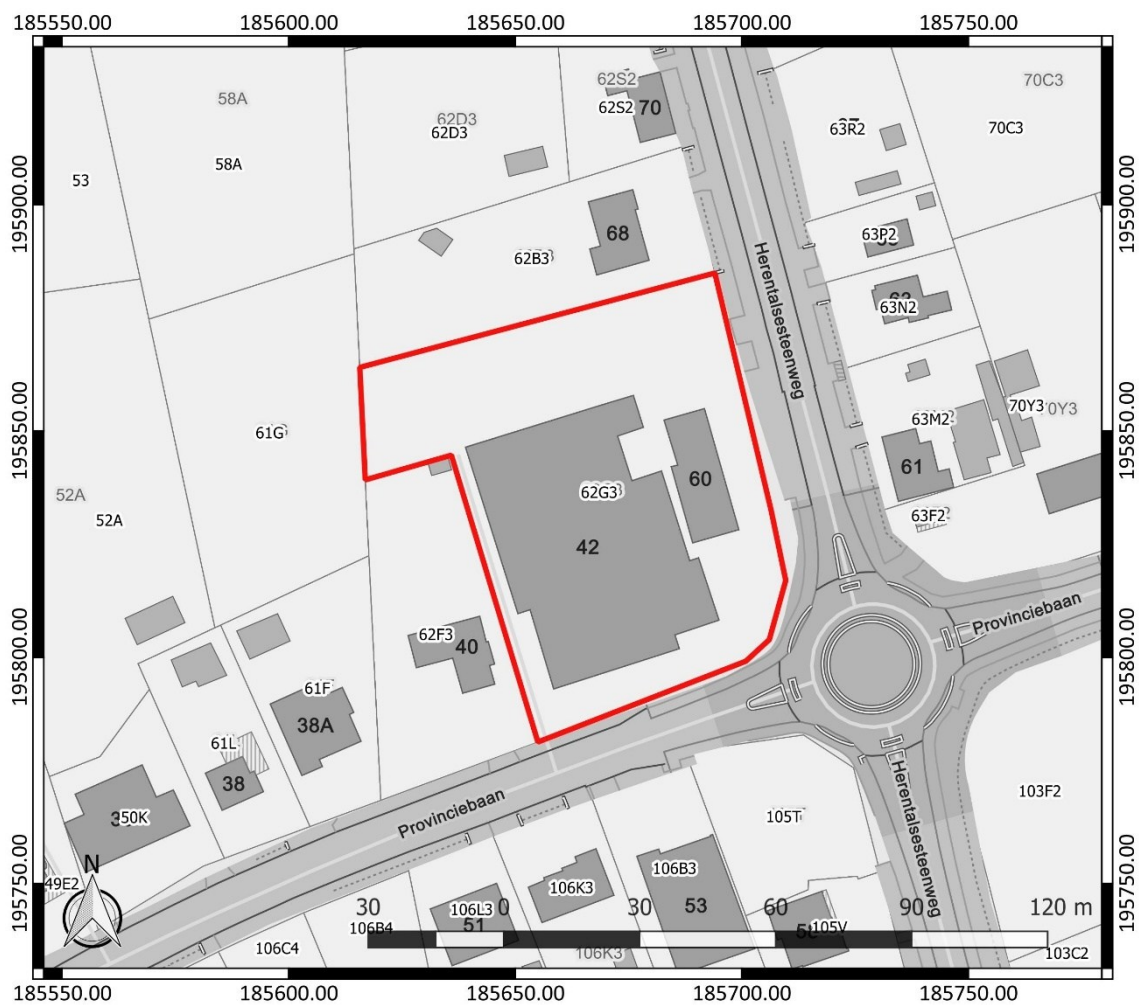 185550.00 185600.00 185650.00 185700.00 185750.00
58A
62D3
62S2
70C3
62S2
70
63R2
70C3
62D3
58A
53
195900.00
195900.00
68
63P2
62B3
63N2
Herentalsesteenweg
195850.00
195850.00
61G
63M2
70Y3
70Y3
61
60
62G3
52A
52A
63F2
42
Provinciebaan
62F3
40
195800.00
195800.00
61F
38A
61L
38
103F2
Provinciebaan
50K
105T
Herentalsesteenweg
N
195750.00
195750.00
49E2
106B3
106K3
30 0 30 60 90 120 m
106L3
53
51
106B4
105V
106C4
106K3
103C2
185550.00 185600.00 185650.00 185700.00 185750.00